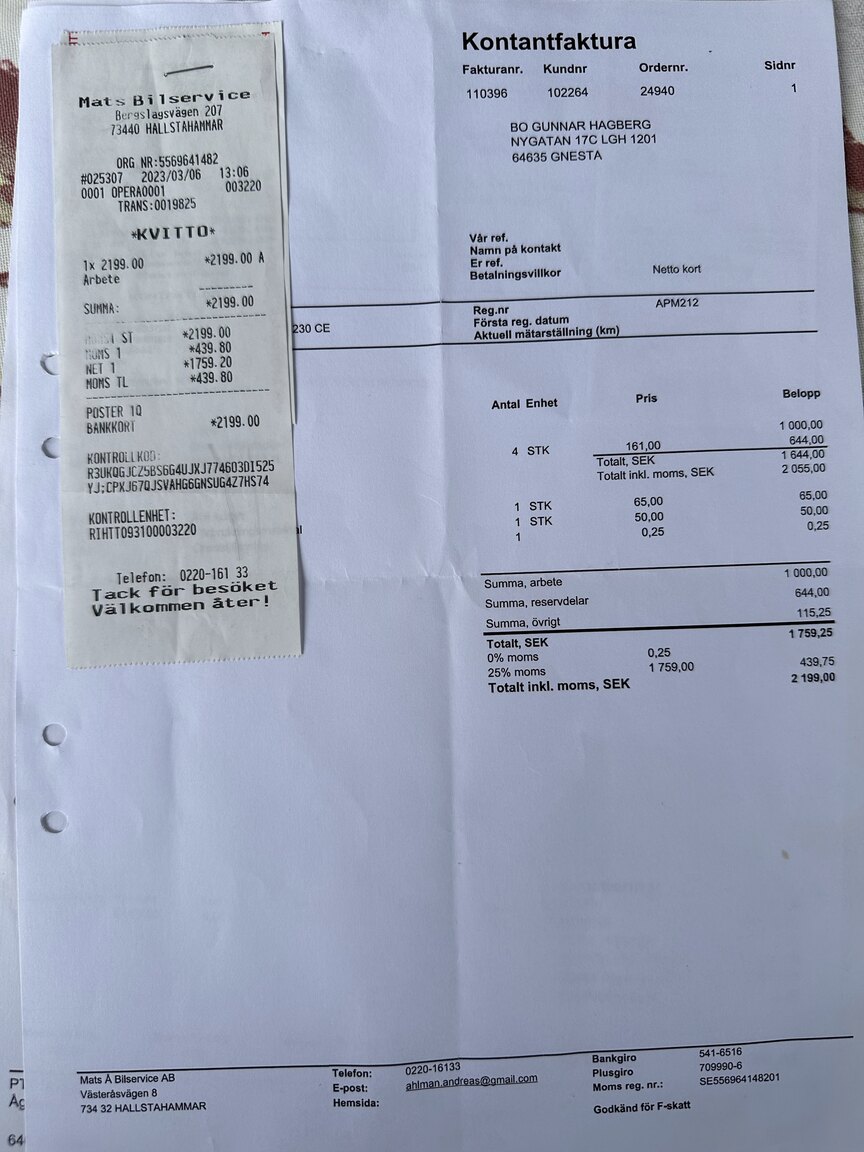 Mats Bilservice
Bergslagsvägen 207
73440 HALLSTAHAMMAR
ORG NR:5569641482
#025307 2023/03/06 13:06
0001 OPERA0001 003220
TRANS:0019825
*KVITTO*
1x 2199.00 *2199.00 A
Arbete
SUMMA: *2199.00
ST *2199.00
MOMS 1 *439.80
NET 1 *1759.20
MOMS TL *439.80
POSTER 1Q
BANKKORT *2199.00
KONTROLLKOD:
R3UKQGJCZ5BS6G4UJXJ774603DI525
YJ;CPXJ67QJSVAHG6GNSUG4Z7HS74
KONTROLLENHET:
RIHTT093100003220
Telefon: 0220-161 33
Tack för besöket
Välkommen åter!
Kontantfaktura
Fakturanr. Kundnr Ordernr. Sidnr
110396 102264 24940 1
BO GUNNAR HAGBERG
NYGATAN 17C LGH 1201
64635 GNESTA
Vår ref.
Namn på kontakt
Er ref.
Betalningsvillkor Netto kort
230 CE
Reg.nr APM212
Första reg. datum
Aktuell mätarställning (km)
Antal Enhet Pris Belopp
1 000,00
4 STK 161,00 644,00
Totalt, SEK 1 644,00
Totalt inkl. moms, SEK 2 055,00
1 STK 65,00 65,00
1 STK 50,00 50,00
1 0,25 0,25
Summa, arbete 1 000,00
Summa, reservdelar 644,00
Summa, övrigt 115,25
Totalt, SEK 1 759,25
0% moms 0,25
25% moms 1 759,00 439,75
Totalt inkl. moms, SEK 2 199,00
Mats Å Bilservice AB
Västeråsvägen 8
734 32 HALLSTAHAMMAR
Telefon: 0220-16133
E-post: ahlman.andreas@gmail.com
Hemsida:
Bankgiro 541-6516
Plusgiro 709990-6
Moms reg. nr.: SE556964148201
Godkänd för F-skatt